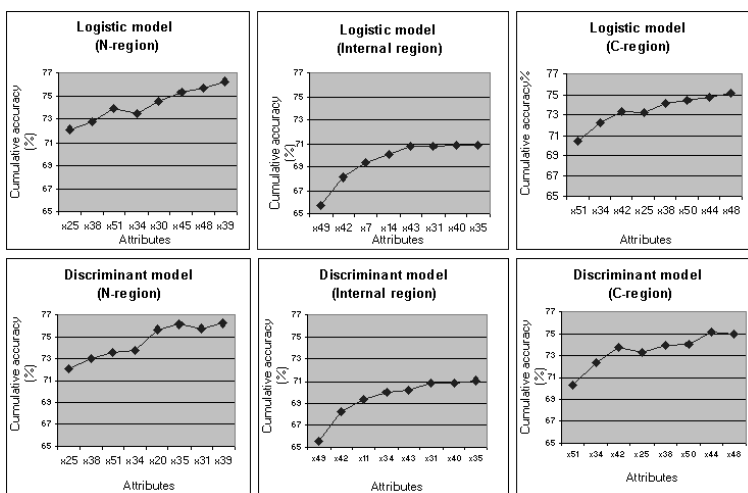 Logistic model
(N-region)
Cumulative accuracy
(%)
77
75
73
71
69
67
65
x25 x38 x51 x34 x30 x45 x48 x39
Attributes
Logistic model
(Internal region)
Cumulative accuracy
(%)
77
75
73
71
69
67
65
x49 x42 x7 x14 x43 x31 x40 x35
Attributes
Logistic model
(C-region)
Cumulative accuracy%
77
75
73
71
69
67
65
x51 x34 x42 x25 x38 x50 x44 x48
Attributes
Discriminant model
(N-region)
Cumulative accuracy
(%)
77
75
73
71
69
67
65
x25 x38 x51 x34 x20 x35 x31 x39
Attributes
Discriminant model
(Internal region)
Cumulative accuracy
(%)
77
75
73
71
69
67
65
x49 x42 x11 x34 x43 x31 x40 x35
Attributes
Discriminant model
(C-region)
Cumulative accuracy
(%)
77
75
73
71
69
67
65
x51 x34 x42 x25 x38 x50 x44 x48
Attributes